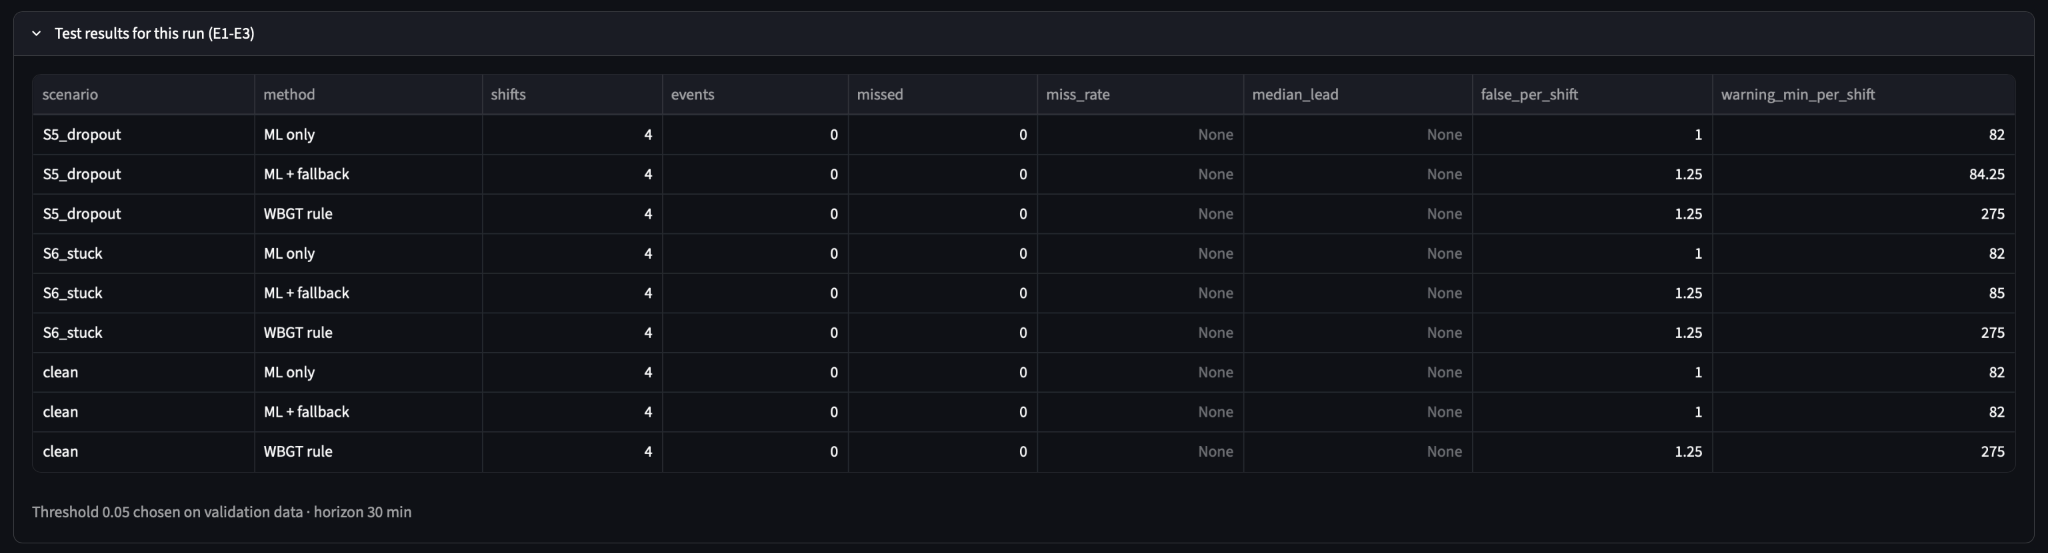 Test results for this run (E1-E3)
scenario method shifts events missed miss_rate median_lead false_per_shift warning_min_per_shift
S5_dropout ML only 4 0 0 None None 1 82
S5_dropout ML + fallback 4 0 0 None None 1.25 84.25
S5_dropout WBGT rule 4 0 0 None None 1.25 275
S6_stuck ML only 4 0 0 None None 1 82
S6_stuck ML + fallback 4 0 0 None None 1.25 85
S6_stuck WBGT rule 4 0 0 None None 1.25 275
clean ML only 4 0 0 None None 1 82
clean ML + fallback 4 0 0 None None 1 82
clean WBGT rule 4 0 0 None None 1.25 275
Threshold 0.05 chosen on validation data · horizon 30 min